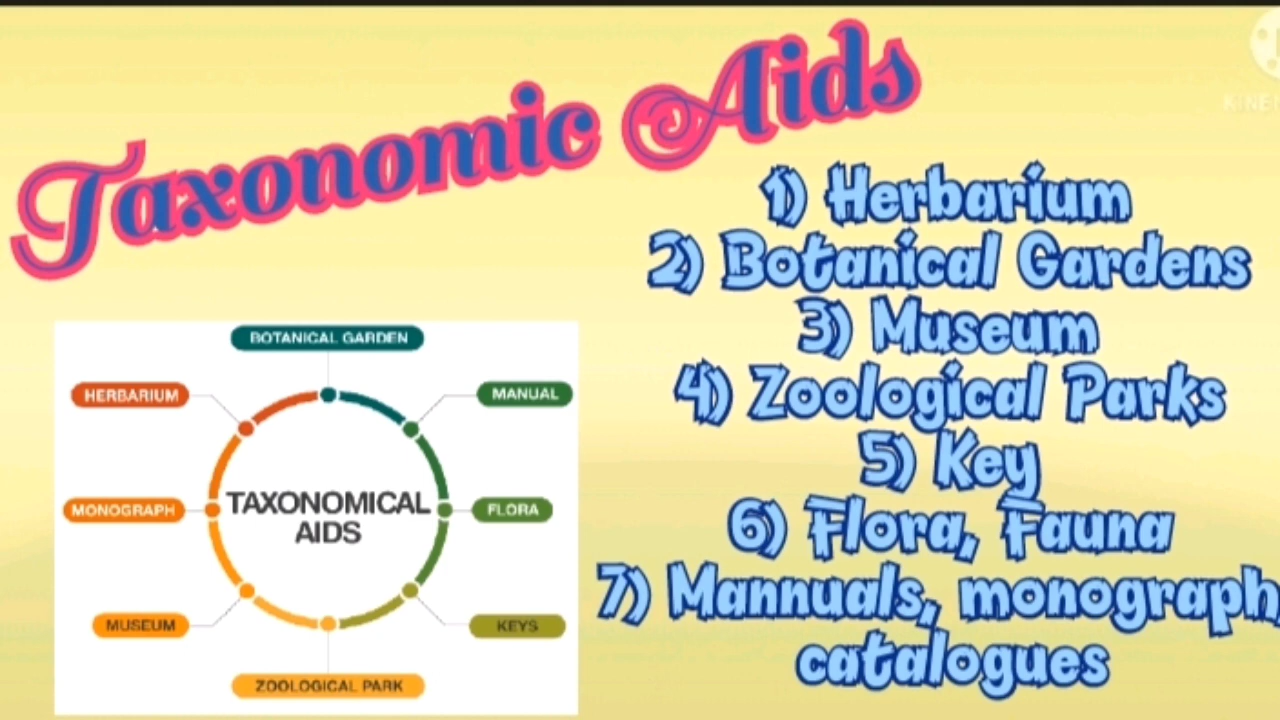 Taxonomic Aids
1) Herbarium
2) Botanical Gardens
3) Museum
4) Zoological Parks
5) Key
6) Flora, Fauna
7) Mannuals, monograph,
catalogues
BOTANICAL GARDEN
HERBARIUM
MANUAL
MONOGRAPH
TAXONOMICAL
AIDS
FLORA
MUSEUM
KEYS
ZOOLOGICAL PARK